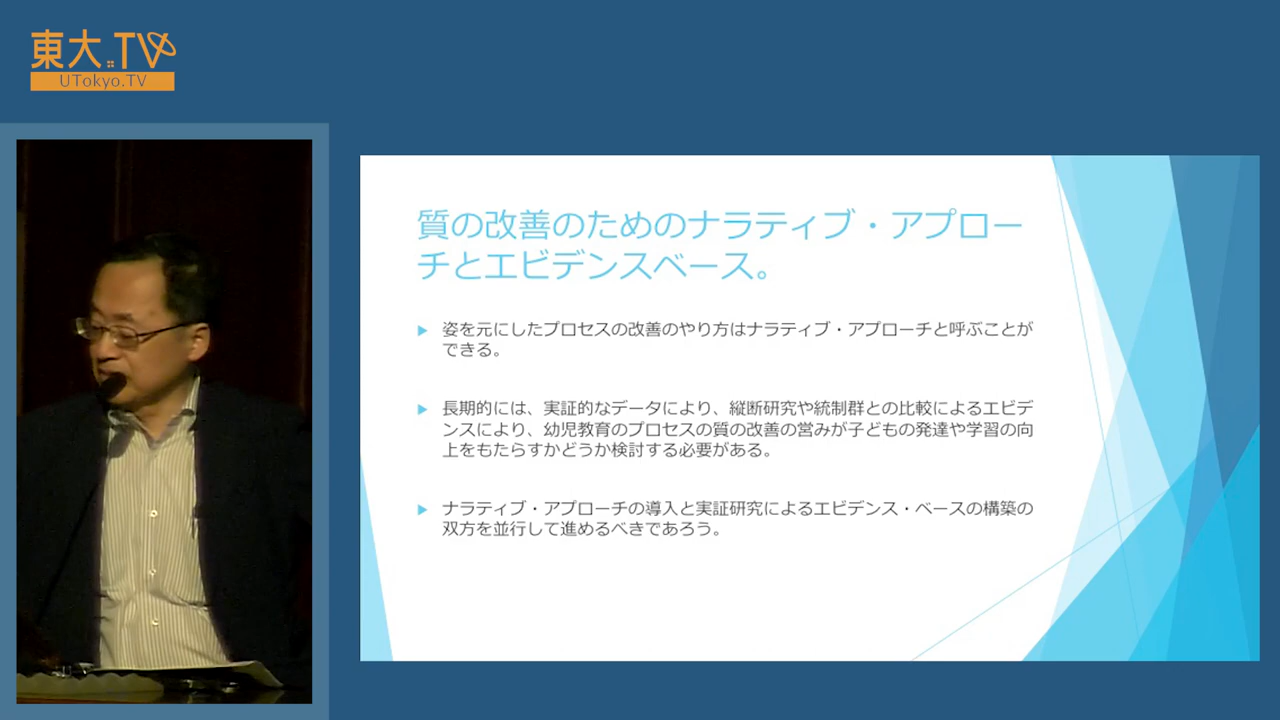 東大.TV
UTokyo.TV
質の改善のためのナラティブ・アプロー
チとエビデンスベース。
姿を元にしたプロセスの改善のやり方はナラティブ・アプローチと呼ぶことが
できる。
長期的には、実証的なデータにより、縦断研究や統制群との比較によるエビデ
ンスにより、幼児教育のプロセスの質の改善の営みが子どもの発達や学習の向
上をもたらすかどうか検討する必要がある。
ナラティブ・アプローチの導入と実証研究によるエビデンス・ベースの構築の
双方を並行して進めるべきであろう。